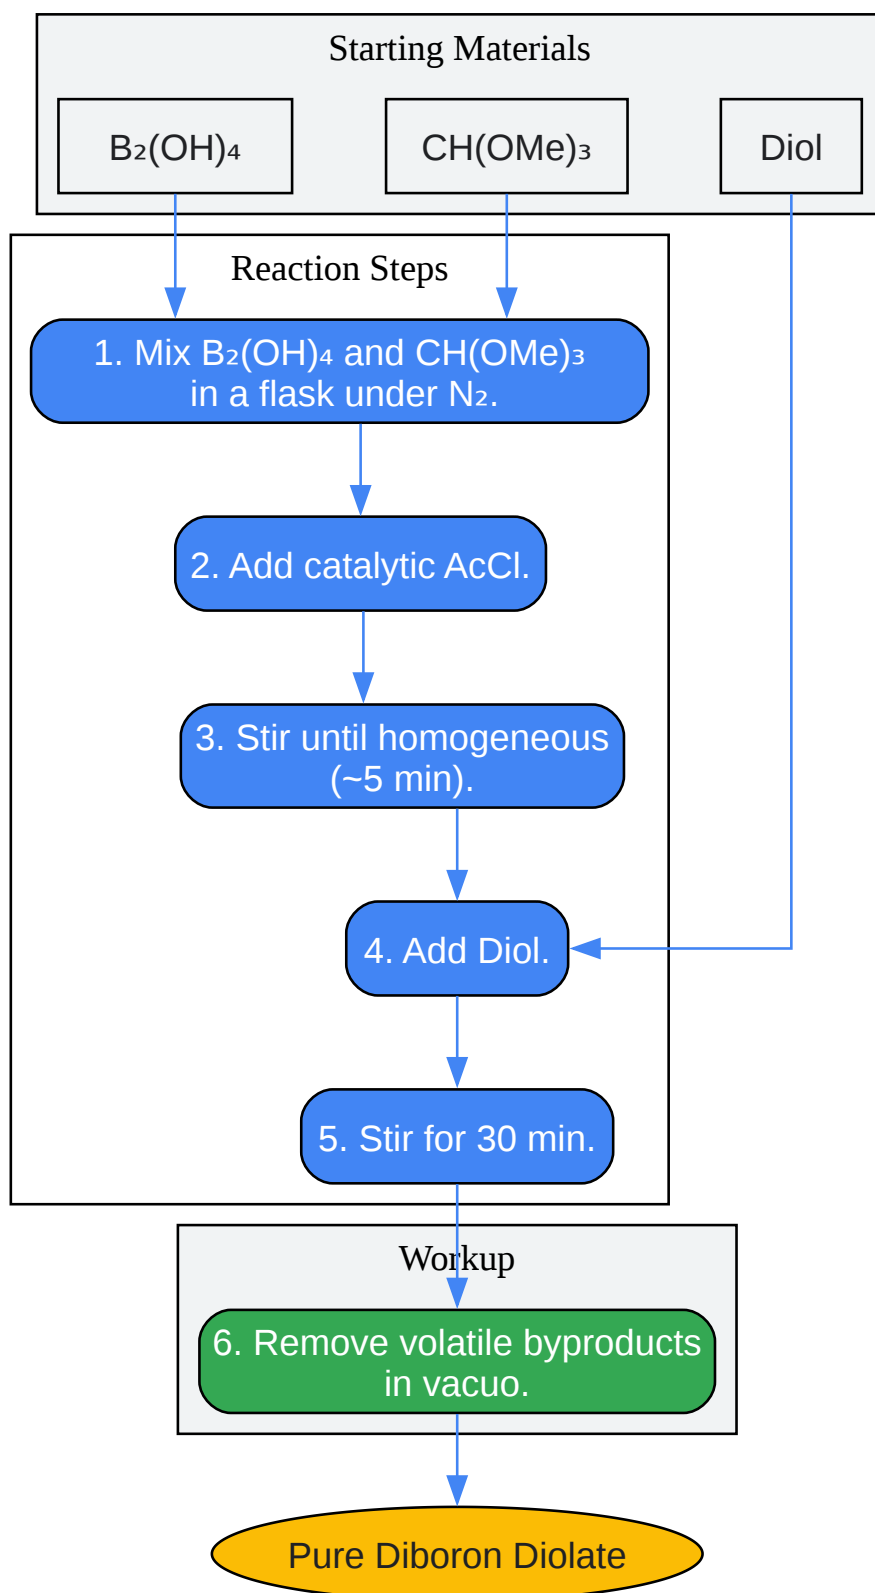 Starting Materials
B₂(OH)₄
CH(OMe)₃
Diol
Reaction Steps
1. Mix B₂(OH)₄ and CH(OMe)₃
in a flask under N₂.
2. Add catalytic AcCl.
3. Stir until homogeneous
(~5 min).
4. Add Diol.
5. Stir for 30 min.
Workup
6. Remove volatile byproducts
in vacuo.
Pure Diboron Diolate